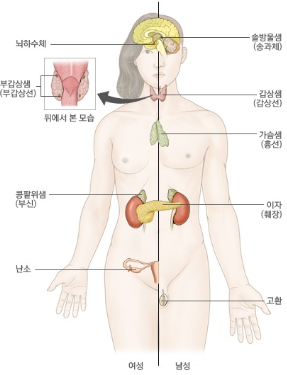 뇌하수체
솔방울샘
(송과체)
부갑상샘
(부갑상선)
갑상샘
(갑상선)
뒤에서 본 모습
가슴샘
(흉선)
콩팥위샘
(부신)
이자
(췌장)
난소
고환
여성
남성